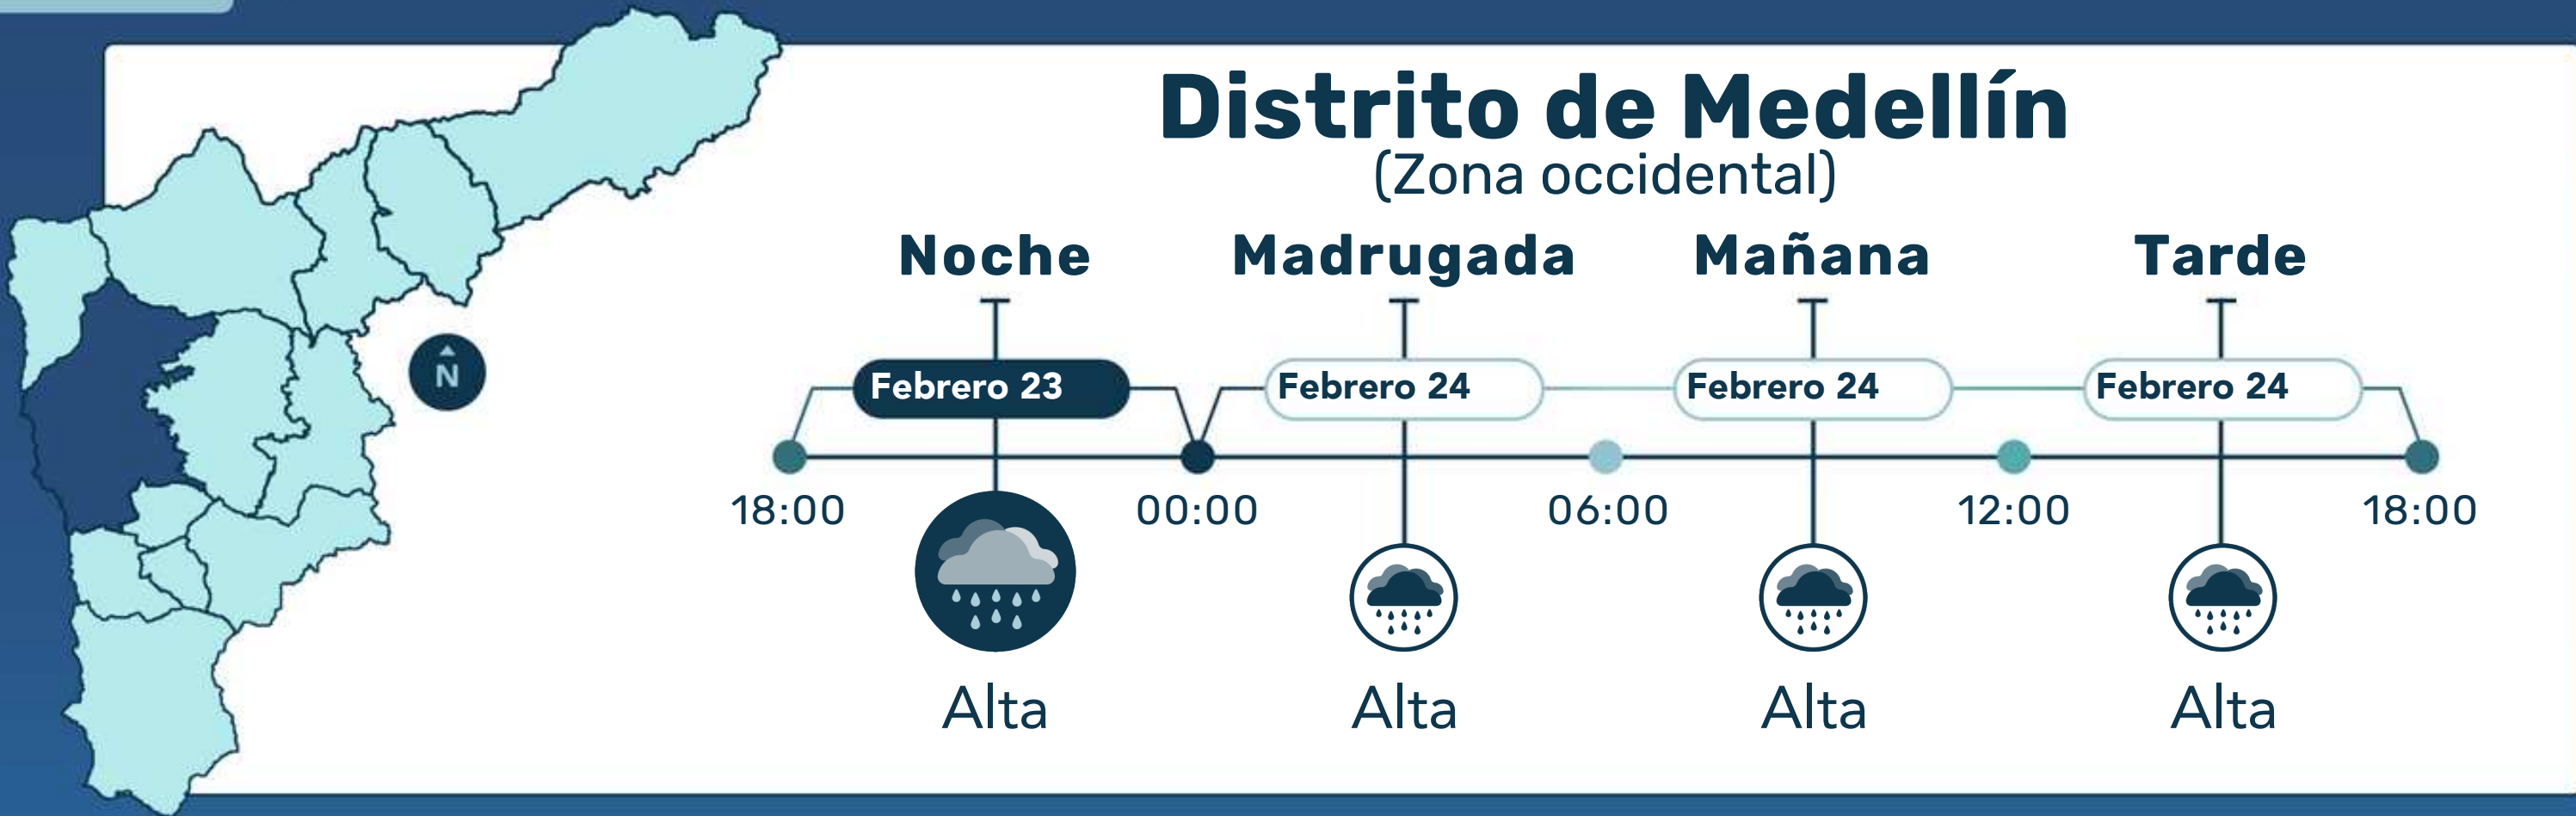 Distrito de Medellín
(Zona occidental)
Noche Madrugada Mañana Tarde
Febrero 23 Febrero 24 Febrero 24 Febrero 24
N
18:00 00:00 06:00 12:00 18:00
Alta Alta Alta Alta